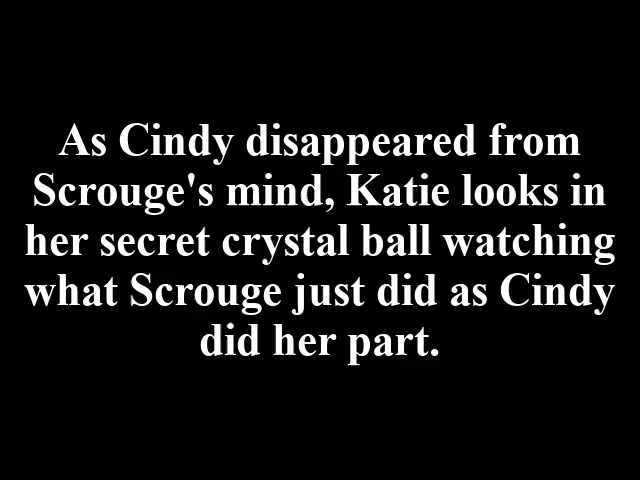 As Cindy disappeared from
Scrouge's mind, Katie looks in
her secret crystal ball watching
what Scrouge just did as Cindy
did her part.